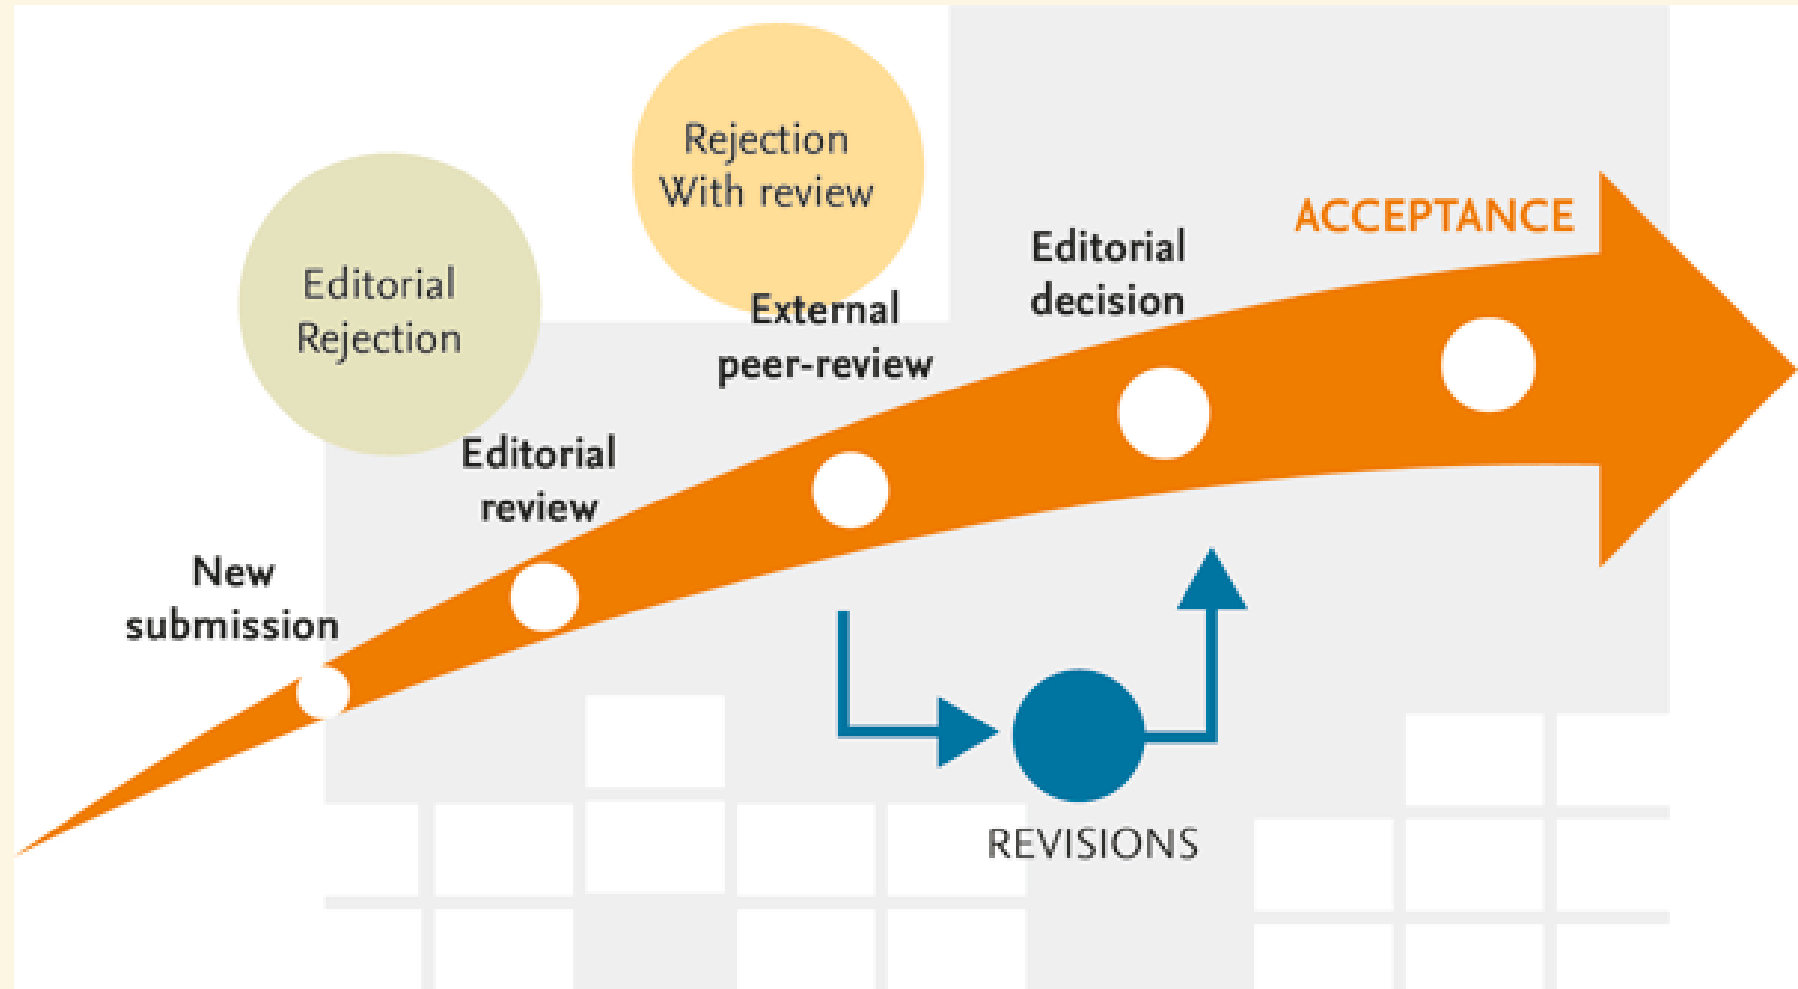 Rejection
With review
Editorial
Rejection
ACCEPTANCE
Editorial
decision
External
peer-review
Editorial
review
New
submission
REVISIONS